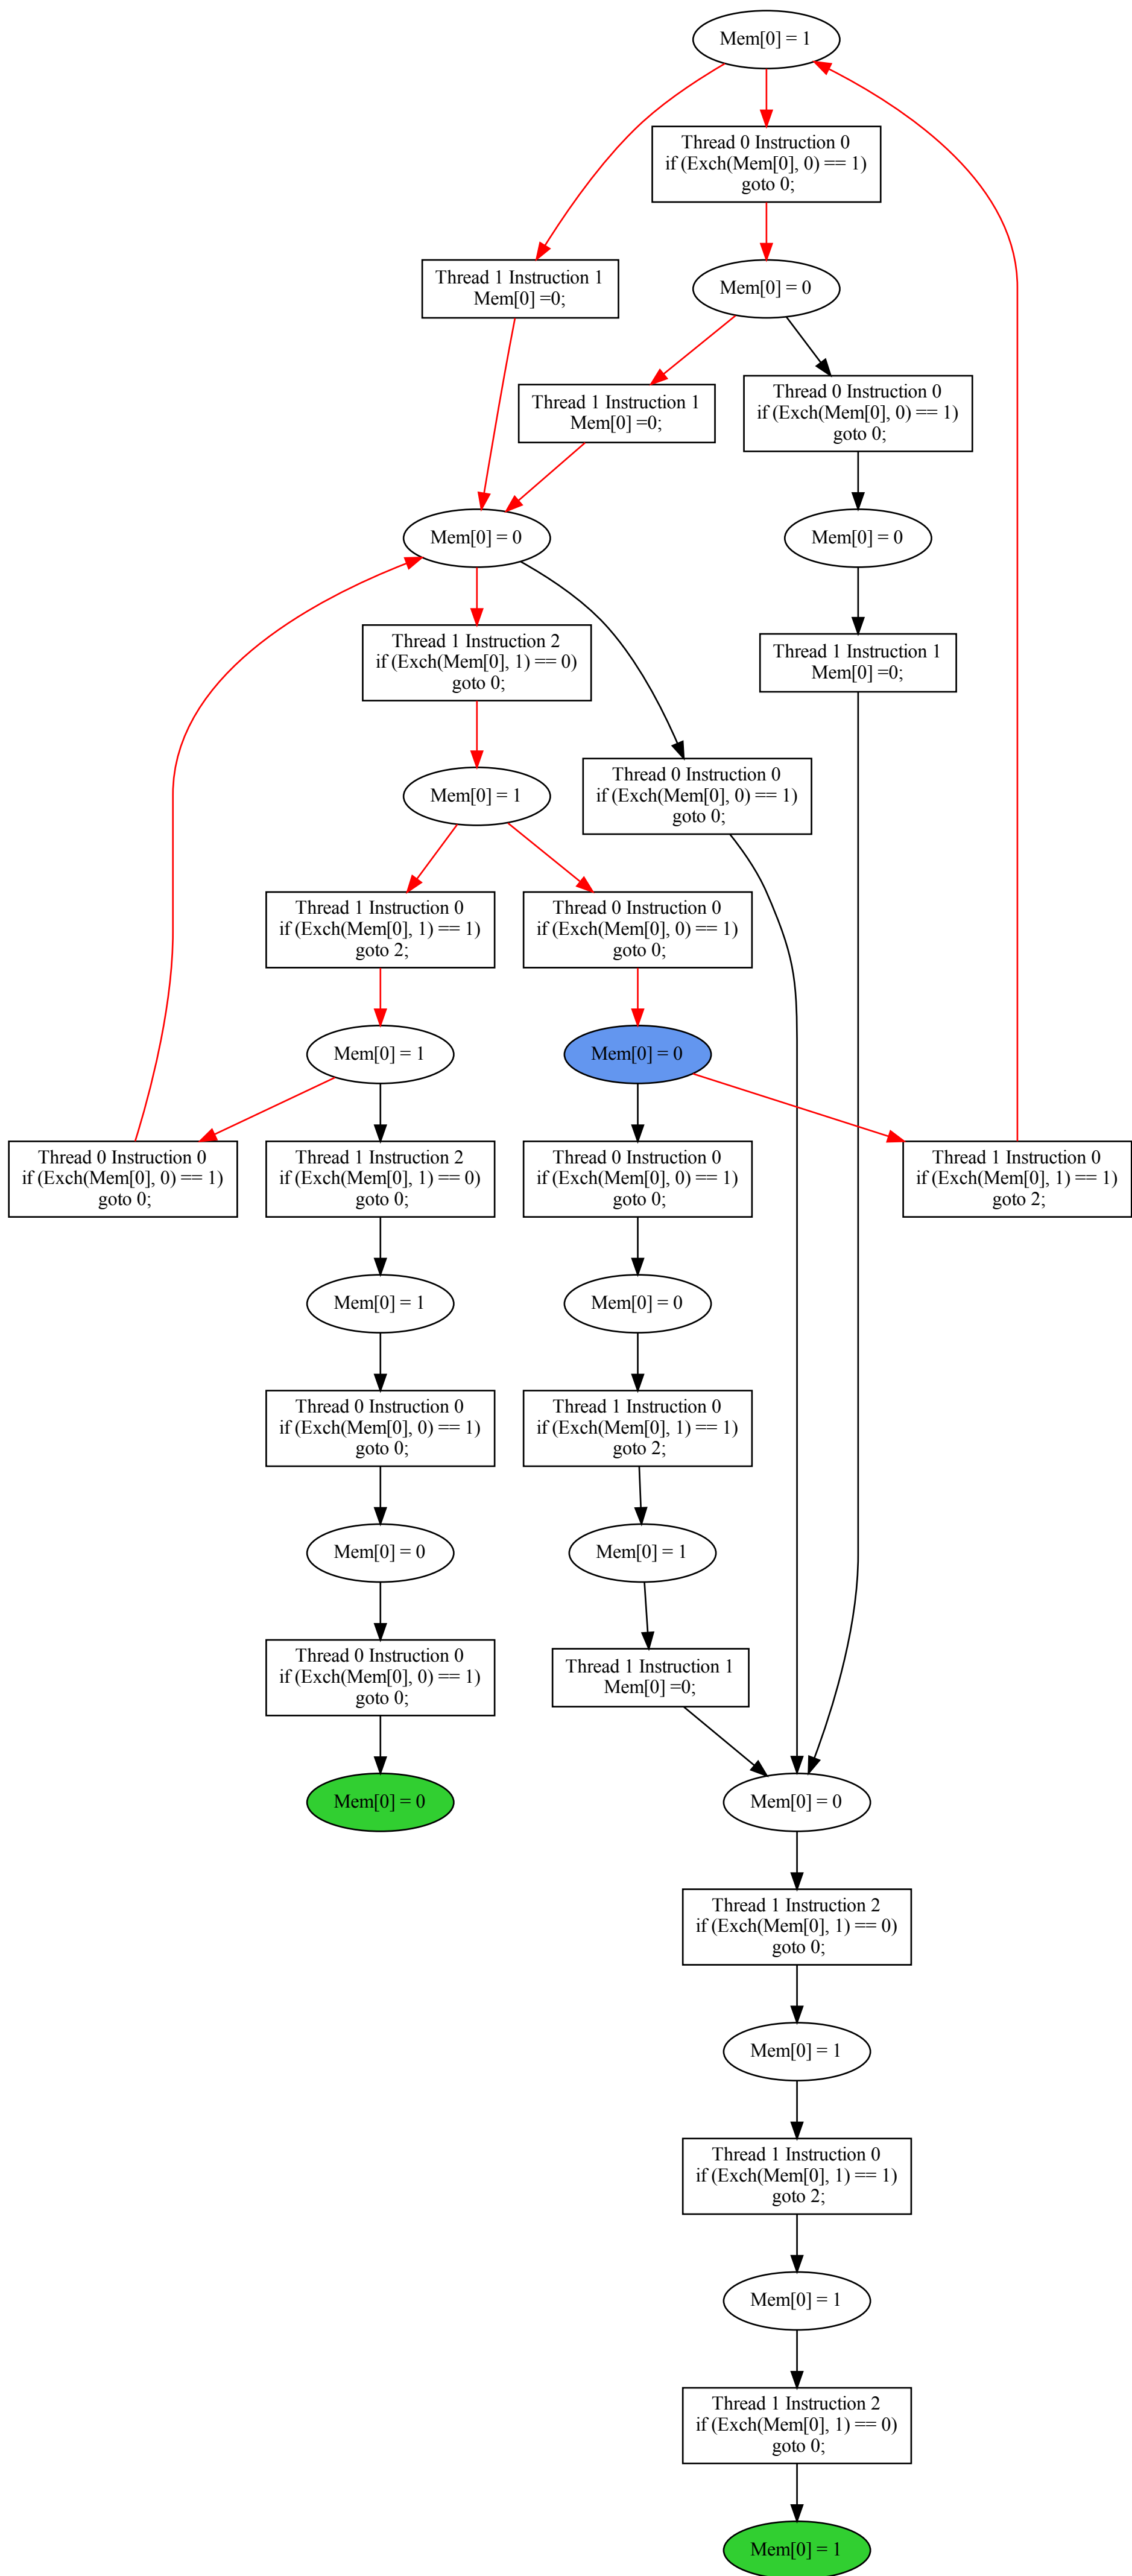 Mem[0] = 1
Thread 0 Instruction 0
if (Exch(Mem[0], 0) == 1)
goto 0;
Thread 1 Instruction 1
Mem[0] =0;
Mem[0] = 0
Thread 1 Instruction 1
Mem[0] =0;
Thread 0 Instruction 0
if (Exch(Mem[0], 0) == 1)
goto 0;
Mem[0] = 0
Mem[0] = 0
Thread 1 Instruction 2
if (Exch(Mem[0], 1) == 0)
goto 0;
Thread 1 Instruction 1
Mem[0] =0;
Mem[0] = 1
Thread 0 Instruction 0
if (Exch(Mem[0], 0) == 1)
goto 0;
Thread 1 Instruction 0
if (Exch(Mem[0], 1) == 1)
goto 2;
Thread 0 Instruction 0
if (Exch(Mem[0], 0) == 1)
goto 0;
Mem[0] = 1
Mem[0] = 0
Thread 0 Instruction 0
if (Exch(Mem[0], 0) == 1)
goto 0;
Thread 1 Instruction 2
if (Exch(Mem[0], 1) == 0)
goto 0;
Thread 0 Instruction 0
if (Exch(Mem[0], 0) == 1)
goto 0;
Thread 1 Instruction 0
if (Exch(Mem[0], 1) == 1)
goto 2;
Mem[0] = 1
Mem[0] = 0
Thread 0 Instruction 0
if (Exch(Mem[0], 0) == 1)
goto 0;
Thread 1 Instruction 0
if (Exch(Mem[0], 1) == 1)
goto 2;
Mem[0] = 0
Mem[0] = 1
Thread 0 Instruction 0
if (Exch(Mem[0], 0) == 1)
goto 0;
Thread 1 Instruction 1
Mem[0] =0;
Mem[0] = 0
Mem[0] = 0
Thread 1 Instruction 2
if (Exch(Mem[0], 1) == 0)
goto 0;
Mem[0] = 1
Thread 1 Instruction 0
if (Exch(Mem[0], 1) == 1)
goto 2;
Mem[0] = 1
Thread 1 Instruction 2
if (Exch(Mem[0], 1) == 0)
goto 0;
Mem[0] = 1